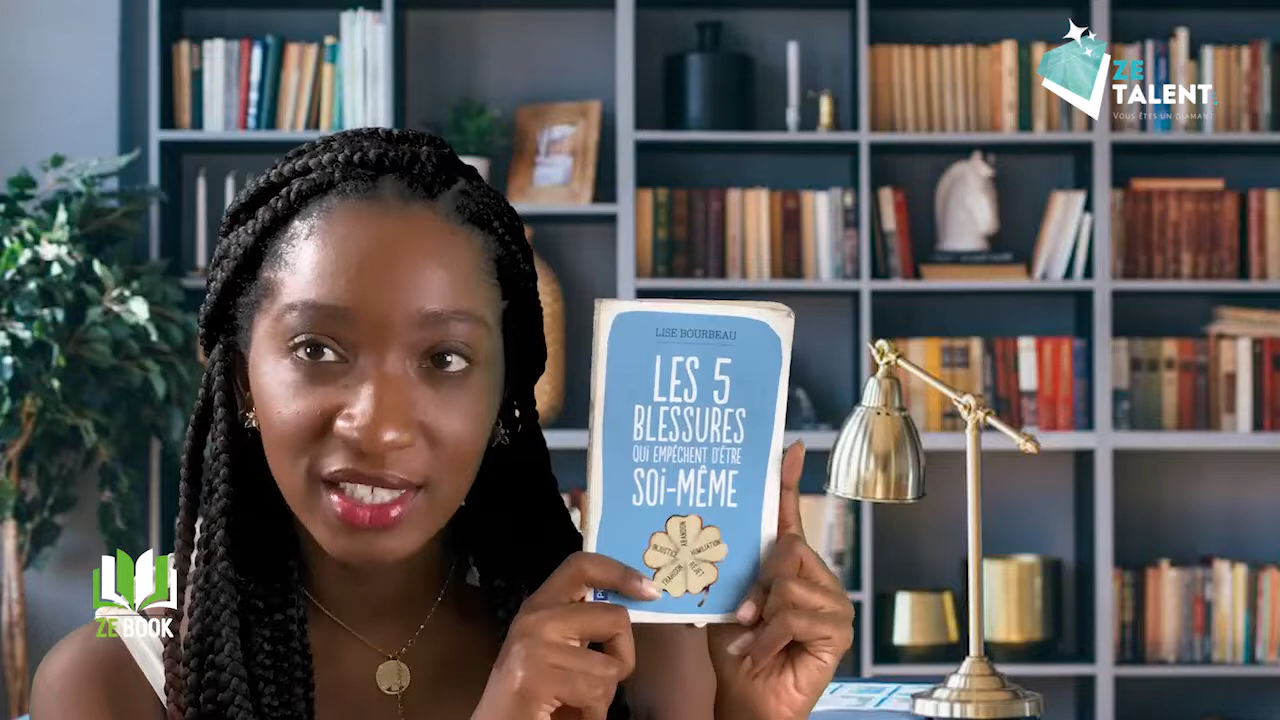 ZE
TALENT
VOUS ÊTES UN DIAMANT
LISE BOURBEAU
LES 5
BLESSURES
QUI EMPÊCHENT D'ÊTRE
SOi-MÊME
INJUSTICE
ABANDON
HUMILIATION
TRAHISON
REJET
P
ZE BOOK